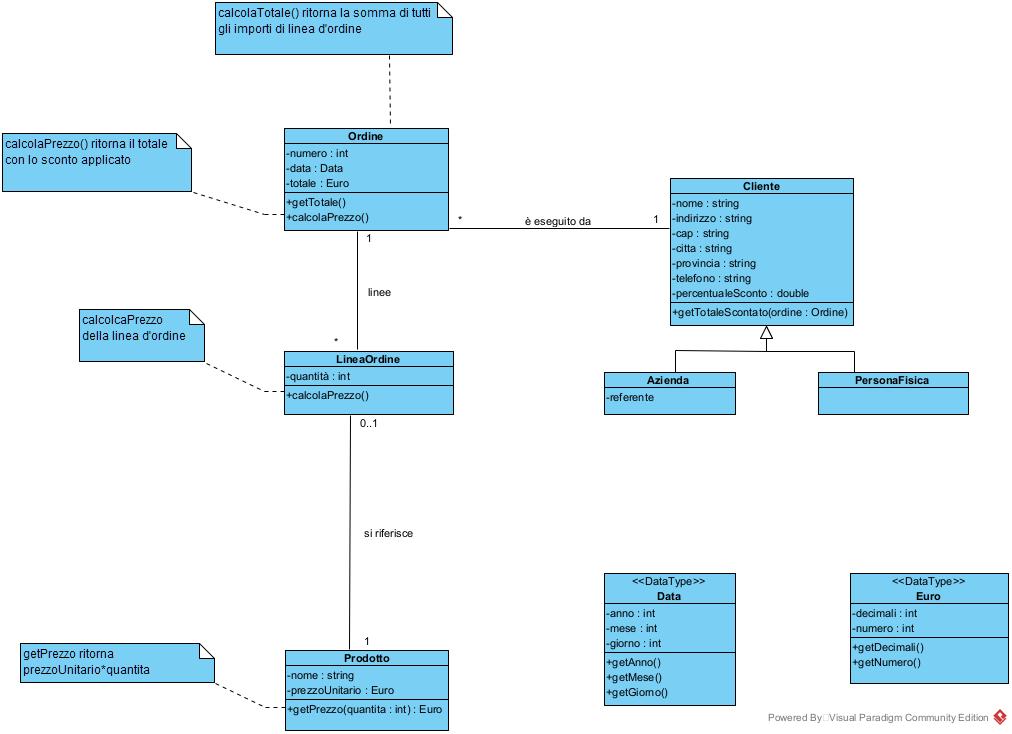 calcolaTotale() ritorna la somma di tutti
gli importi di linea d'ordine
calcolaPrezzo() ritorna il totale
con lo sconto applicato
Ordine
-numero : int
-data : Data
-totale : Euro
+getTotale()
+calcolaPrezzo()
*
è eseguito da
1
Cliente
-nome : string
-indirizzo : string
-cap : string
-citta : string
-provincia : string
-telefono : string
-percentualeSconto : double
+getTotaleScontato(ordine : Ordine)
1
linee
*
calcolcaPrezzo
della linea d'ordine
LineaOrdine
-quantità : int
+calcolaPrezzo()
Azienda
-referente
PersonaFisica
0..1
si riferisce
1
getPrezzo ritorna
prezzoUnitario*quantita
Prodotto
-nome : string
-prezzoUnitario : Euro
+getPrezzo(quantita : int) : Euro
<<DataType>>
Data
-anno : int
-mese : int
-giorno : int
+getAnno()
+getMese()
+getGiorno()
<<DataType>>
Euro
-decimali : int
-numero : int
+getDecimali()
+getNumero()
Powered By Visual Paradigm Community Edition